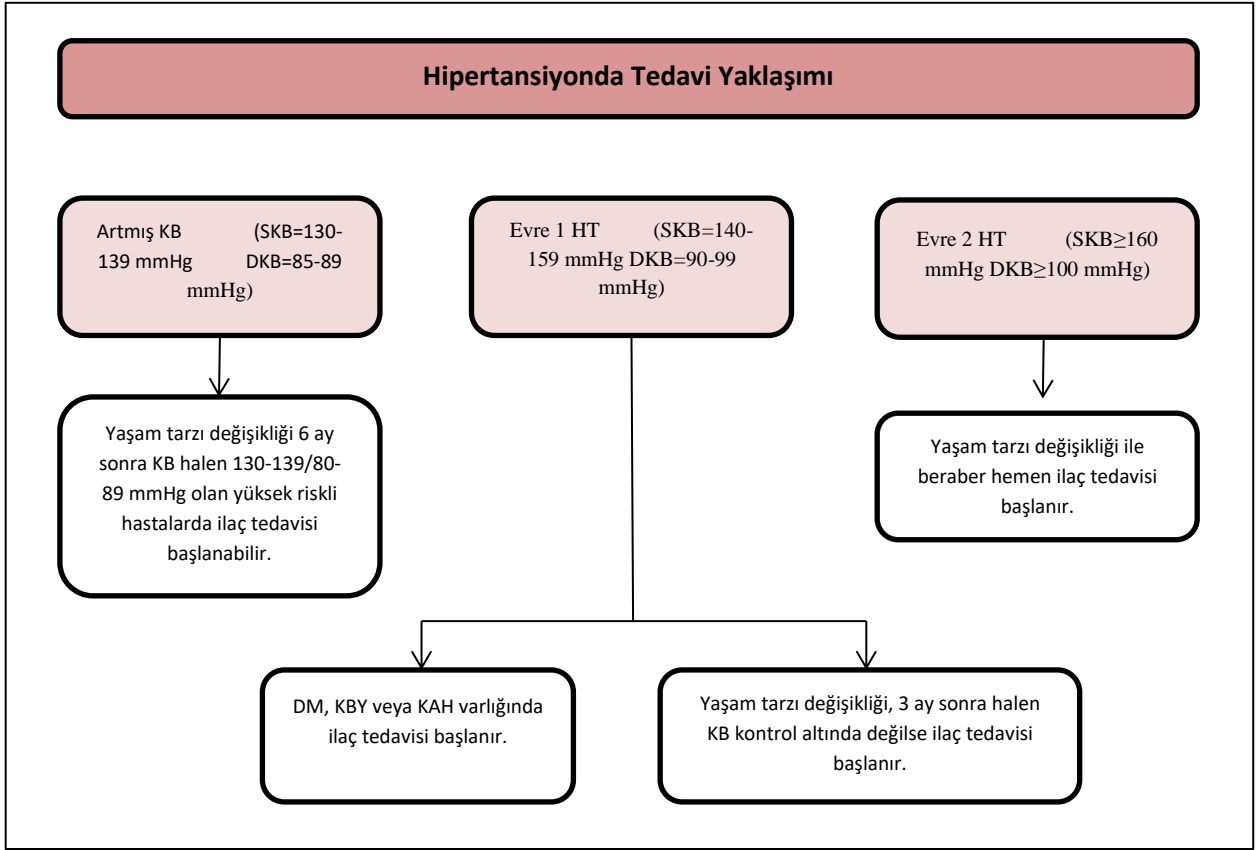 Hipertansiyonda Tedavi Yaklaşımı
Artmış KB (SKB=130-
139 mmHg DKB=85-89
mmHg)
Evre 1 HT (SKB=140-
159 mmHg DKB=90-99
mmHg)
Evre 2 HT (SKB≥160
mmHg DKB≥100 mmHg)
Yaşam tarzı değişikliği 6 ay
sonra KB halen 130-139/80-
89 mmHg olan yüksek riskli
hastalarda ilaç tedavisi
başlanabilir.
Yaşam tarzı değişikliği ile
beraber hemen ilaç tedavisi
başlanır.
DM, KBY veya KAH varlığında
ilaç tedavisi başlanır.
Yaşam tarzı değişikliği, 3 ay sonra halen
KB kontrol altında değilse ilaç tedavisi
başlanır.